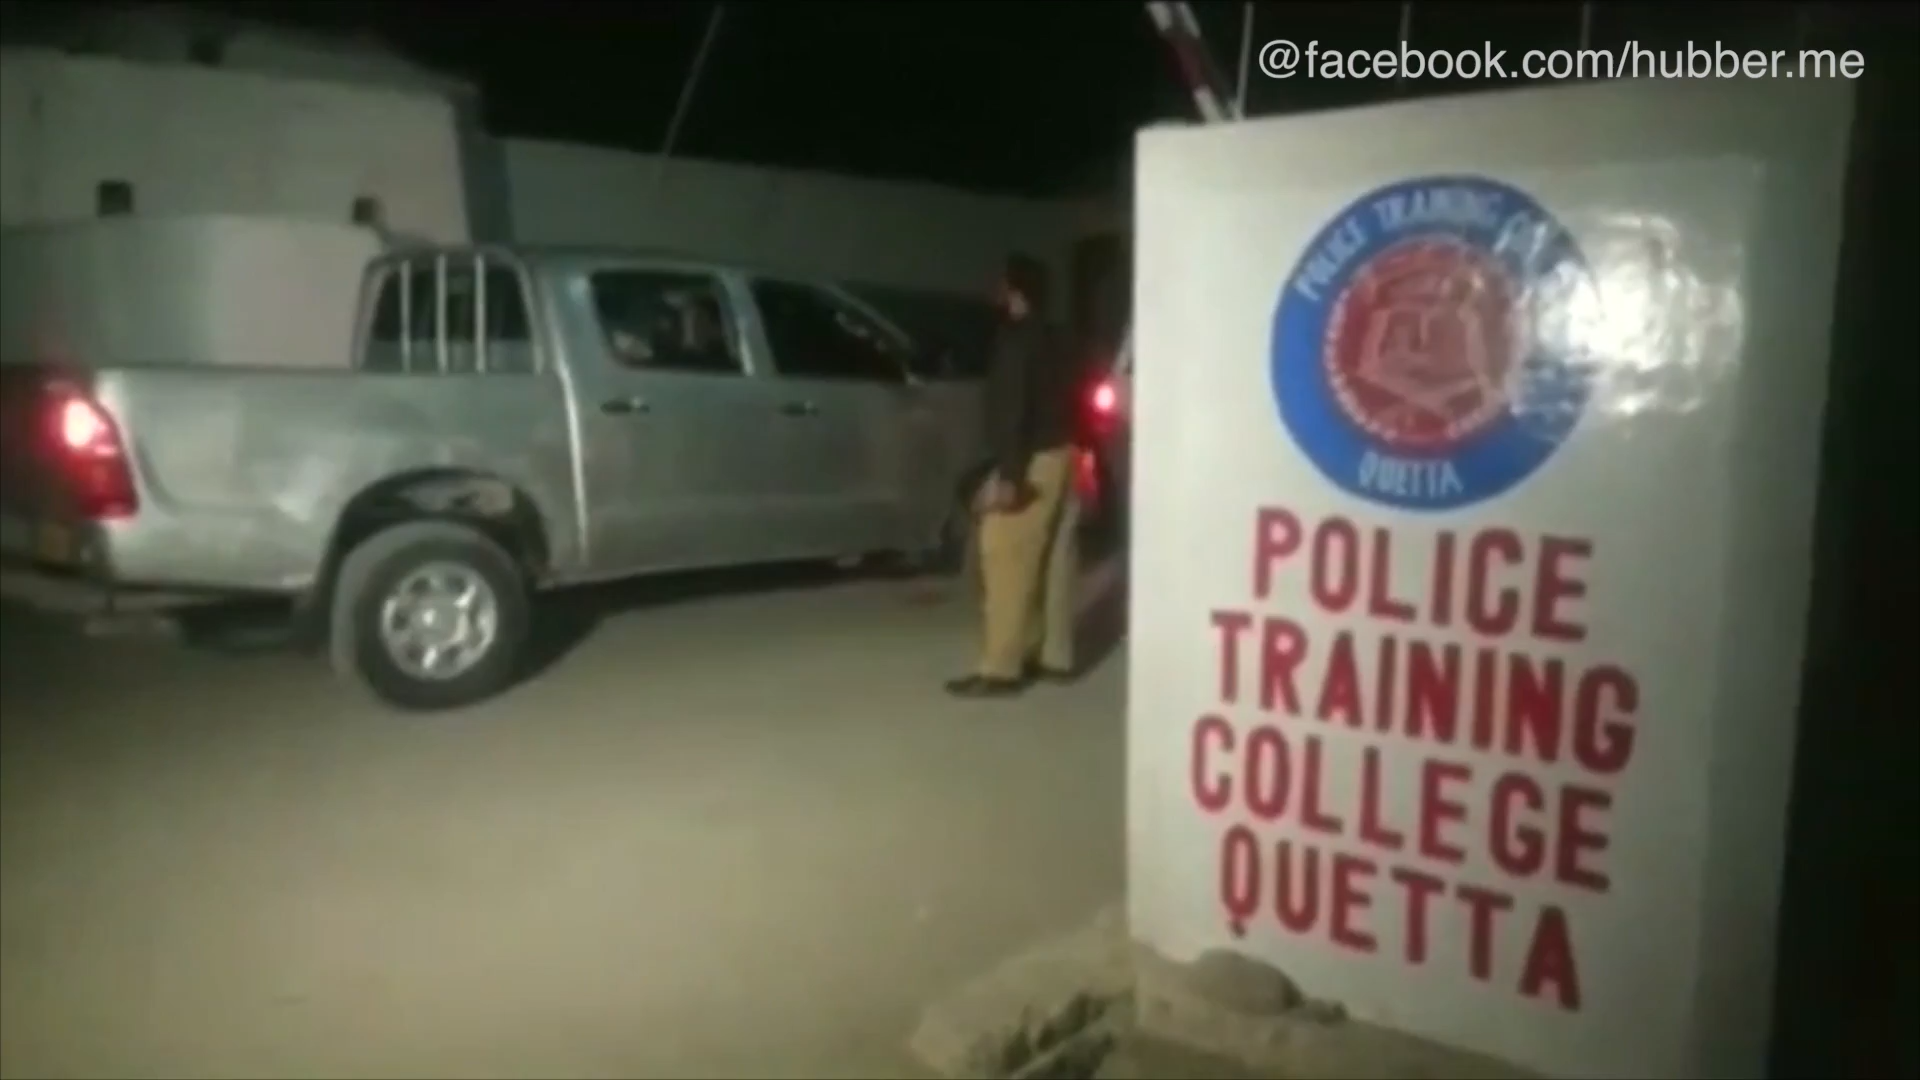 @facebook.com/hubber.me
POLICE TRAINING
QUETTA
POLICE
TRAINING
COLLEGE
QUETTA